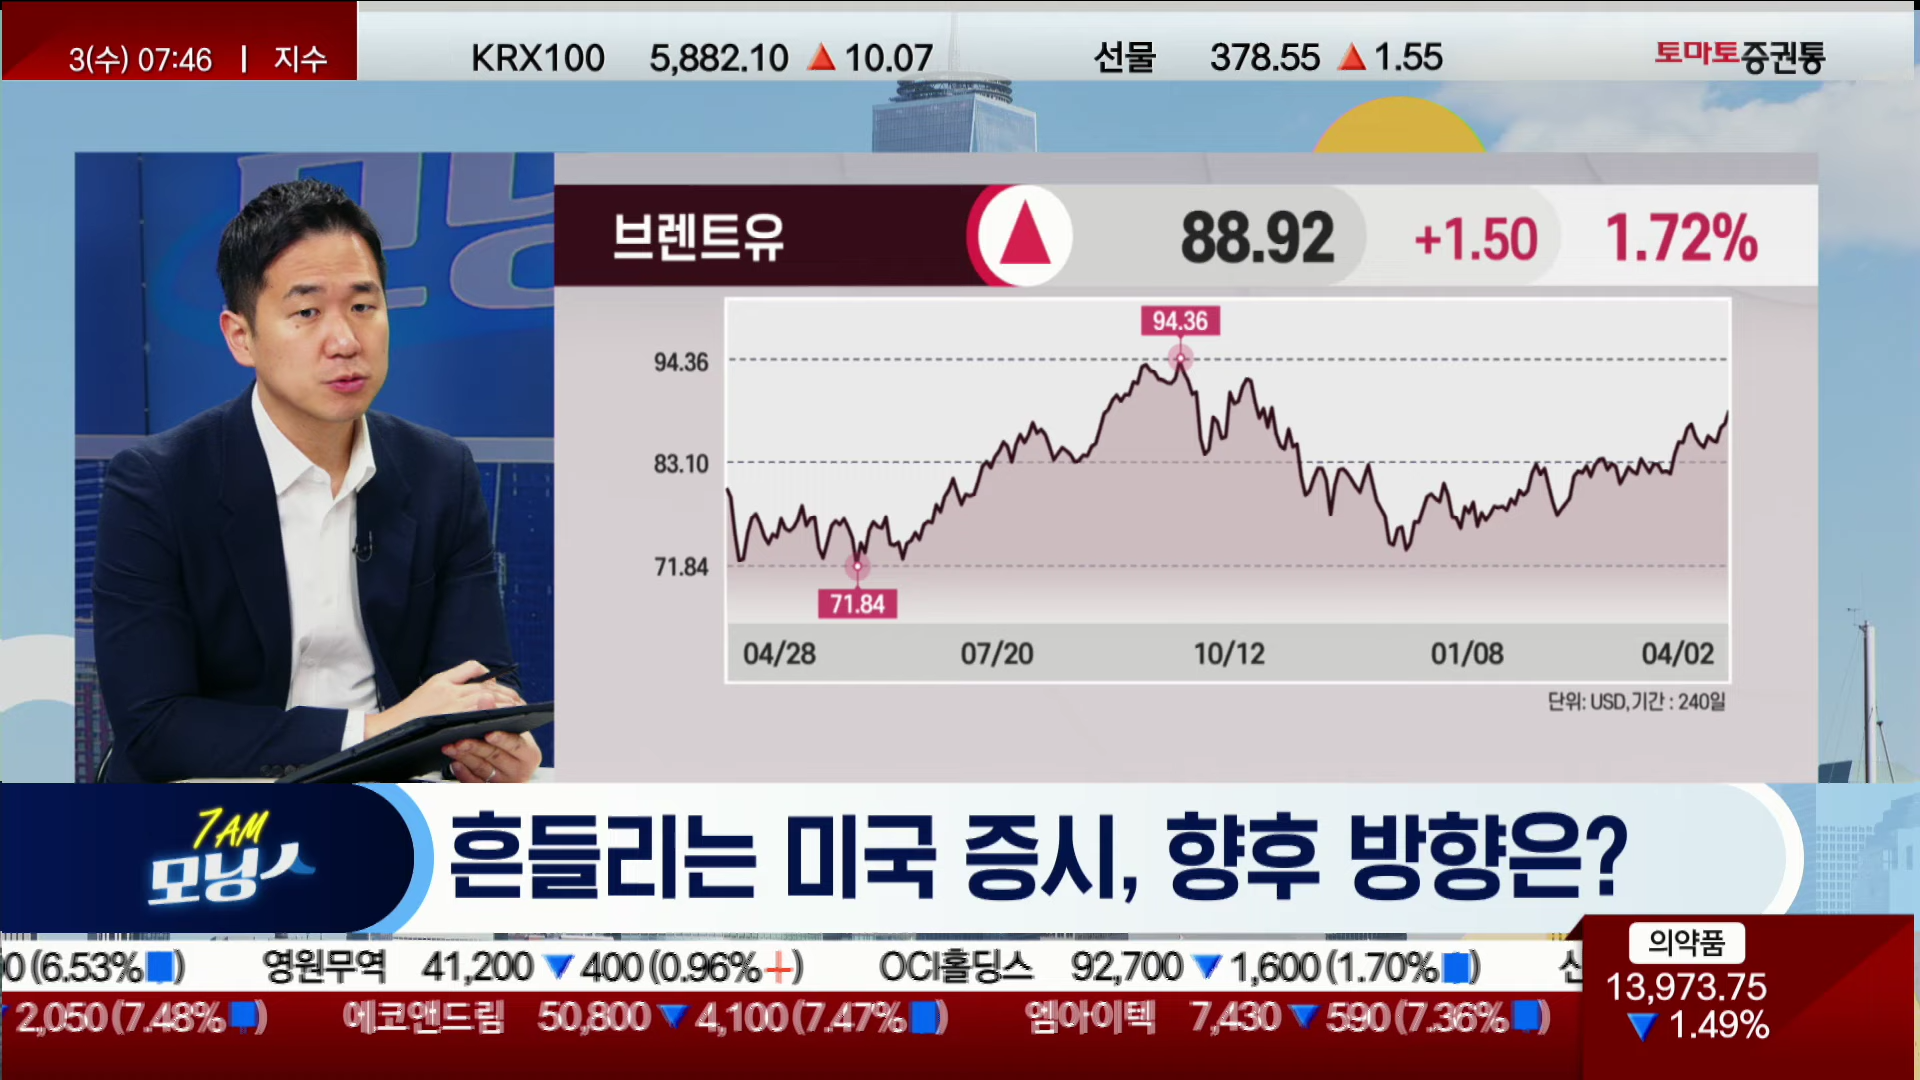 3(수) 07:46 | 지수
KRX100 5,882.10 ▲ 10.07 선물 378.55 ▲ 1.55
토마토증권통
브렌트유 ▲ 88.92 +1.50 1.72%
94.36
94.36
83.10
71.84
71.84
04/28 07/20 10/12 01/08 04/02
단위: USD, 기간 : 240일
7AM
모닝스
흔들리는 미국 증시, 향후 방향은?
0 (6.53%) 영원무역 41,200 ▼ 400 (0.96%+) OCI홀딩스 92,700 ▼ 1,600 (1.70%)
2,050 (7.48%) 에코앤드림 50,800 ▼ 4,100 (7.47%) 엠아이텍 7,430 ▼ 590 (7.36%)
의약품
13,973.75
▼ 1.49%